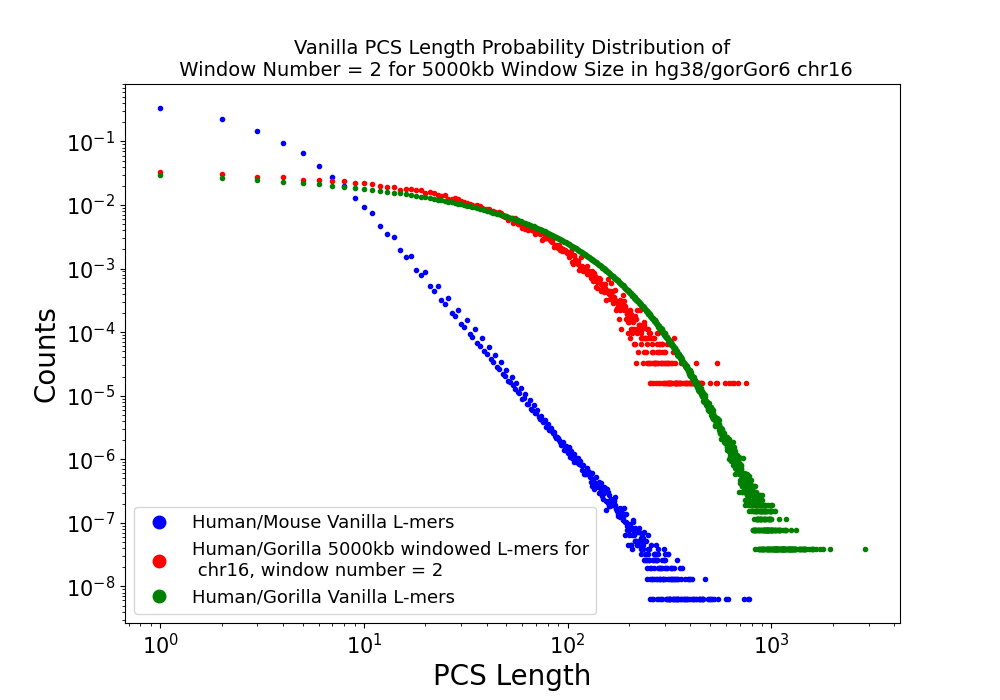 Vanilla PCS Length Probability Distribution of
Window Number = 2 for 5000kb Window Size in hg38/gorGor6 chr16
Counts
10^{-1}
10^{-2}
10^{-3}
10^{-4}
10^{-5}
10^{-6}
10^{-7}
10^{-8}
Human/Mouse Vanilla L-mers
Human/Gorilla 5000kb windowed L-mers for
chr16, window number = 2
Human/Gorilla Vanilla L-mers
10^{0} 10^{1} 10^{2} 10^{3}
PCS Length